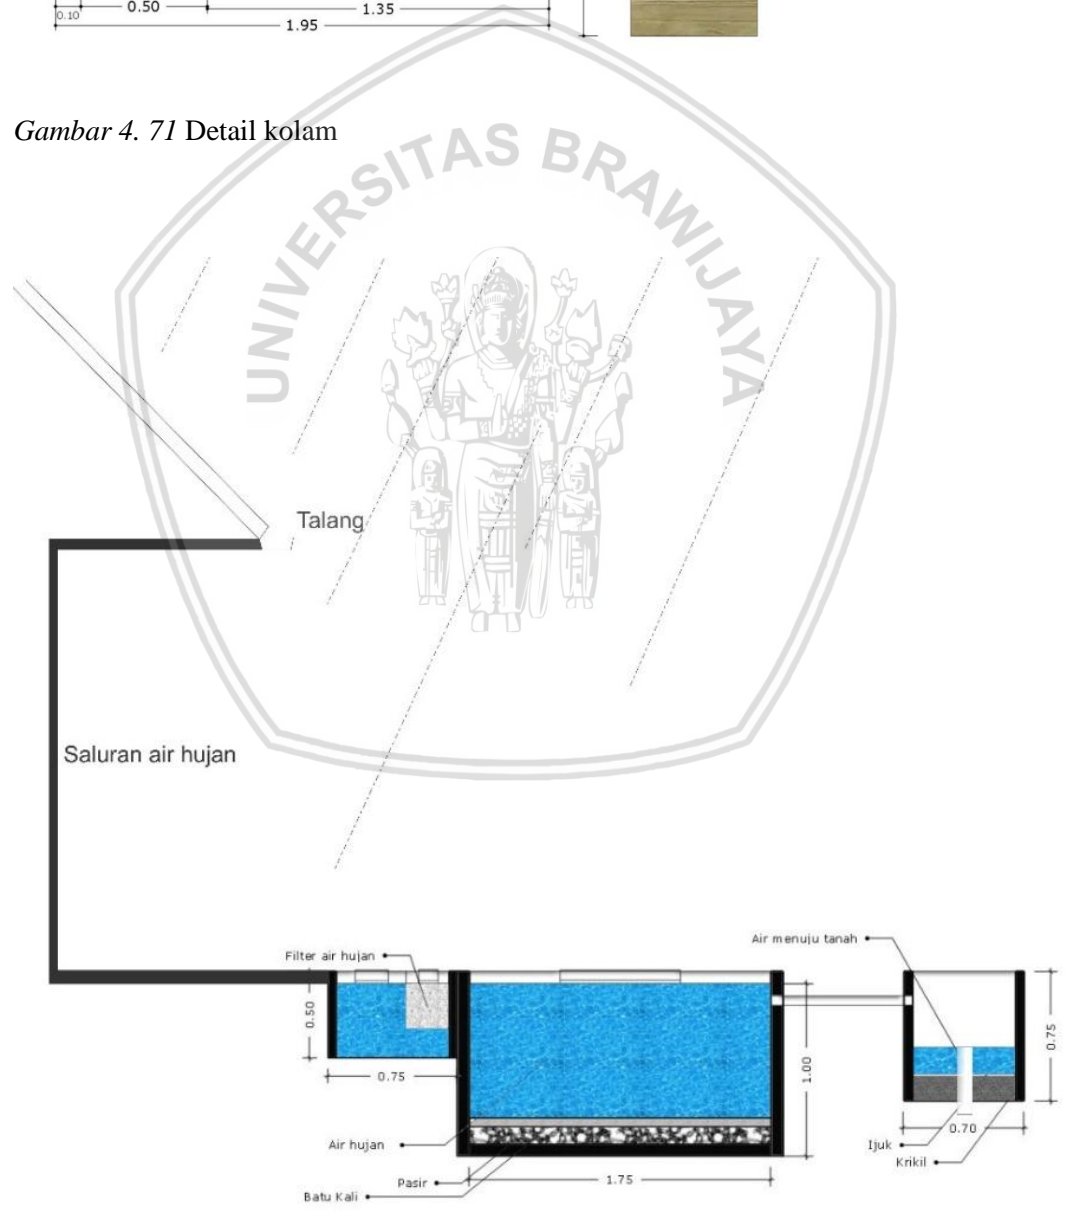 0.10 0.50 1.35
1.95
Gambar 4. 71 Detail kolam
UNIVERSITAS BRAWIJAYA
Talang
Saluran air hujan
Air menuju tanah
Filter air hujan
0.50
0.75
1.00
0.75
0.70
Air hujan
Ijuk
Krikil
Pasir
1.75
Batu Kali